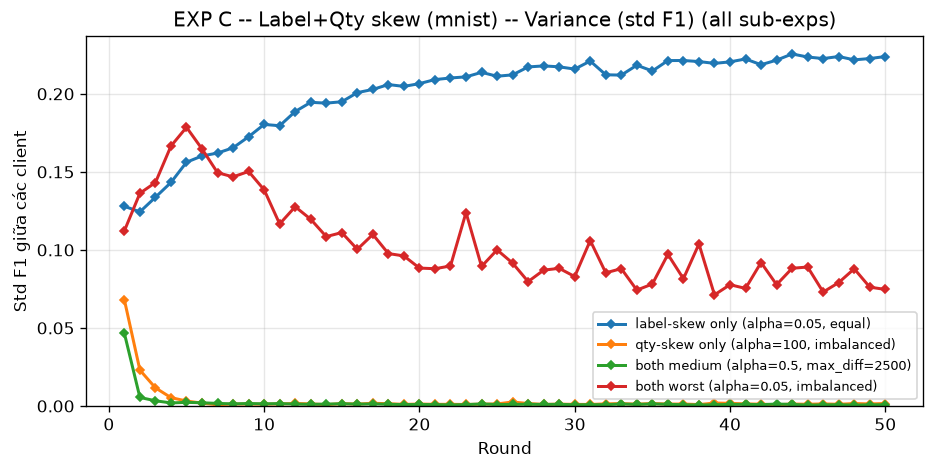 EXP C -- Label+Qty skew (mnist) -- Variance (std F1) (all sub-exps)
Std F1 giữa các client
0.20
0.15
0.10
0.05
0.00
label-skew only (alpha=0.05, equal)
qty-skew only (alpha=100, imbalanced)
both medium (alpha=0.5, max_diff=2500)
both worst (alpha=0.05, imbalanced)
0 10 20 30 40 50
Round